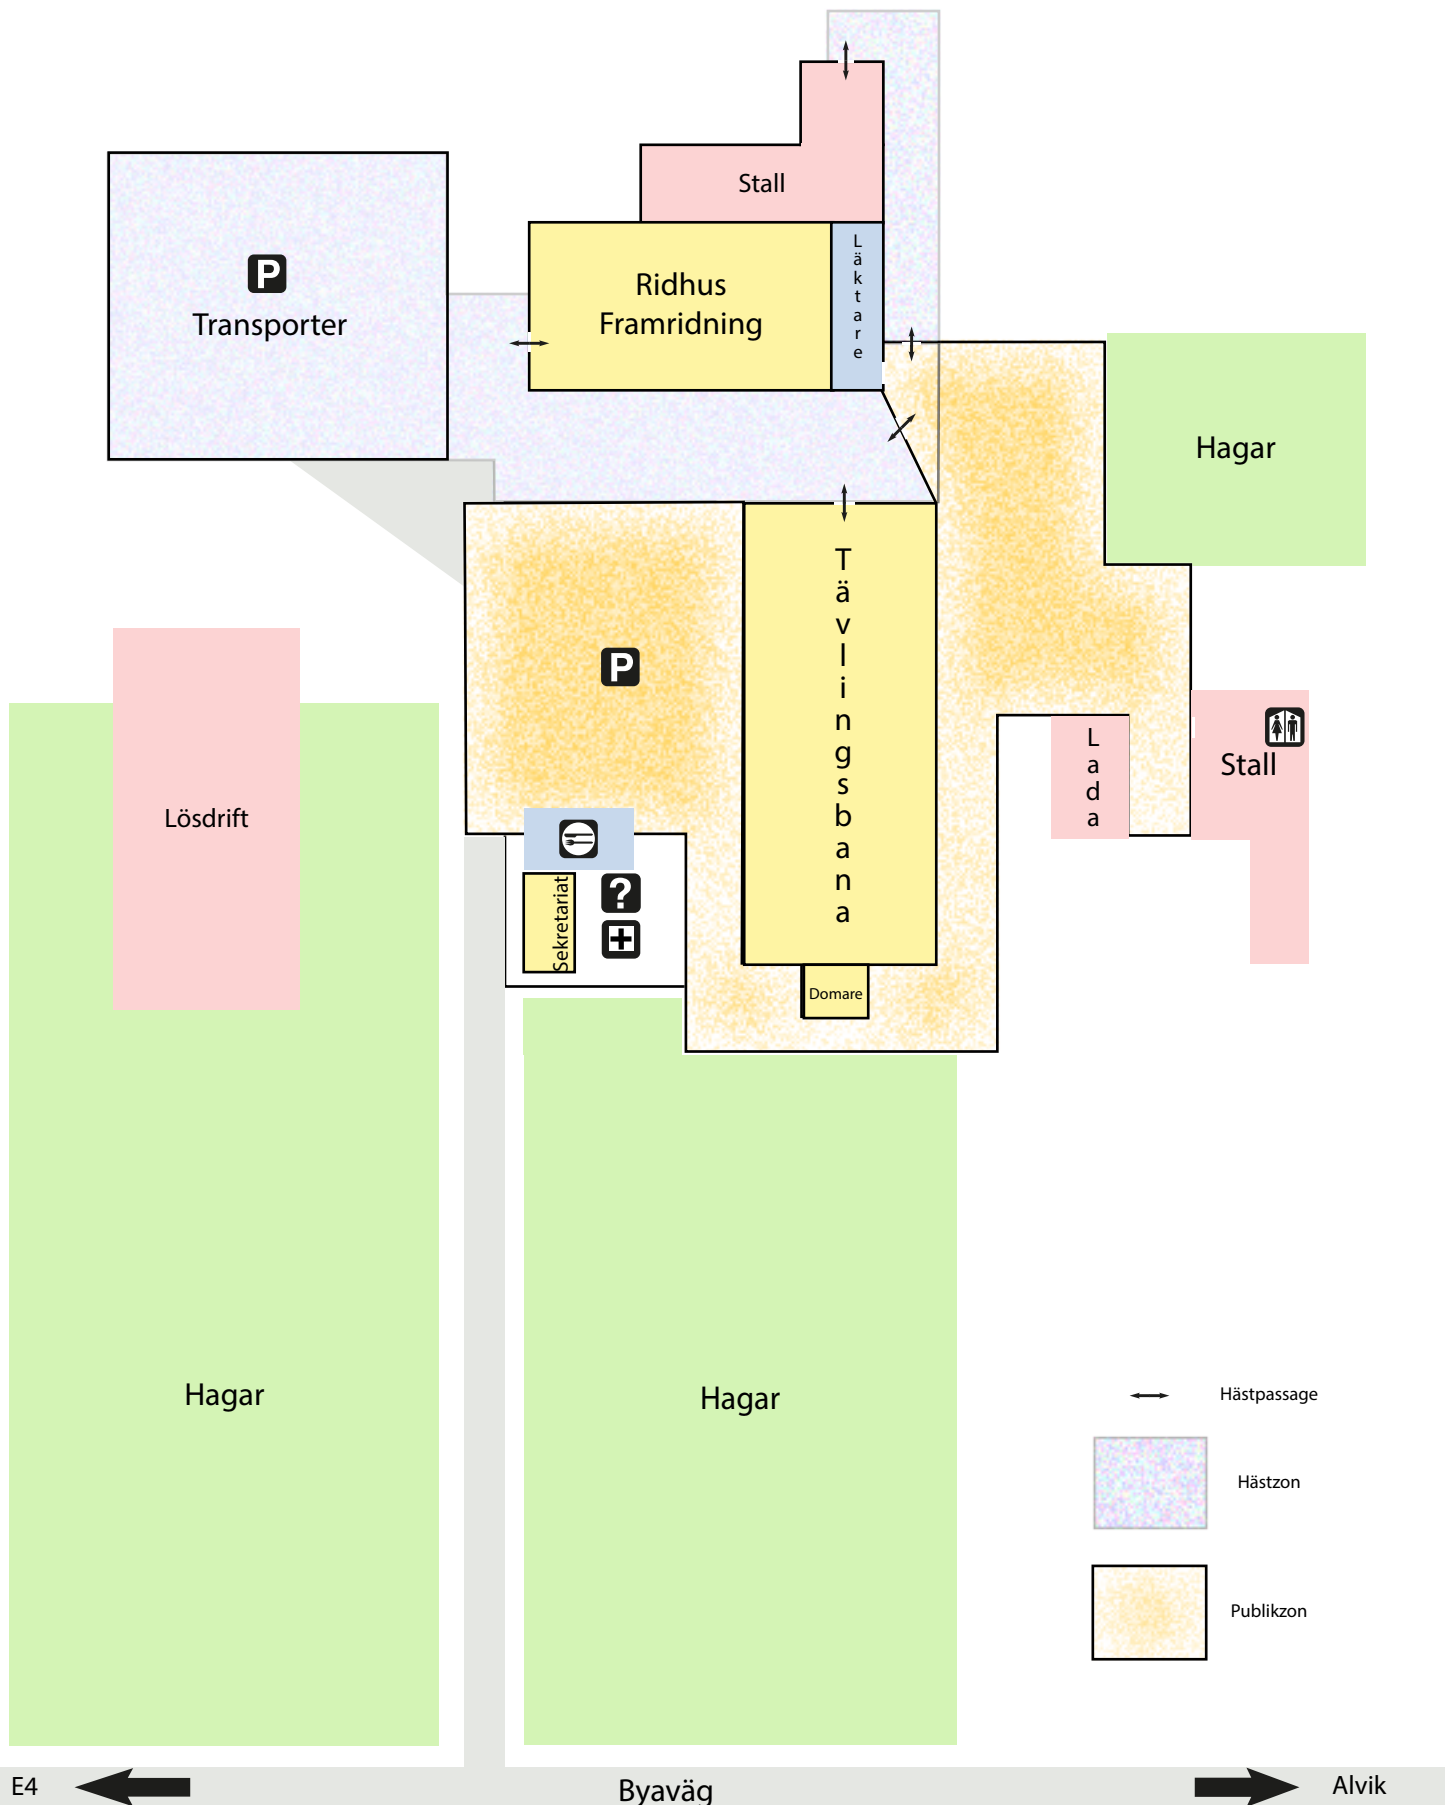 Stall
P
Transporter
Ridhus
Framridning
Läktare
Hagar
Tävlingsbana
P
Lada
Stall
Lösdrift
Sekretariat
?
Domare
Hagar
Hagar
Hästpassage
Hästzon
Publikzon
E4
Byaväg
Alvik